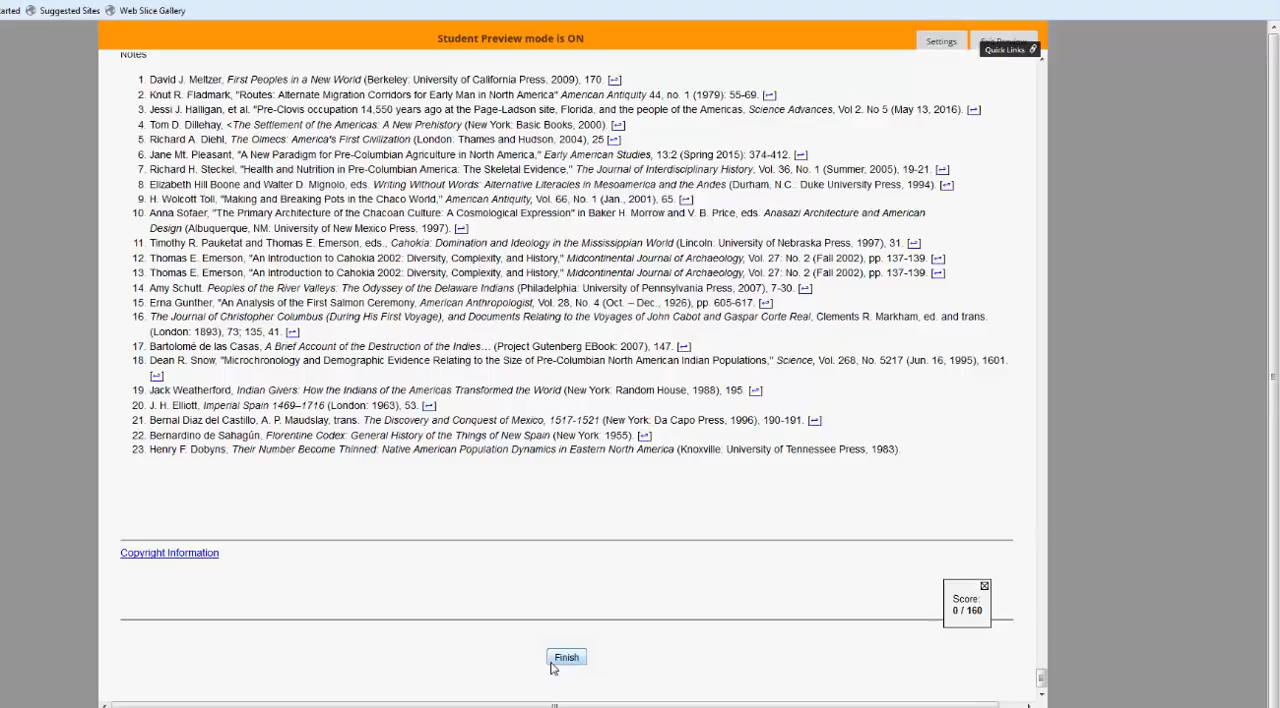 arted Suggested Sites Web Slice Gallery
Student Preview mode is ON
Settings
Quick Links
Notes
1. David J. Meltzer, First Peoples in a New World (Berkeley: University of California Press, 2009), 170 [↩]
2. Knut R. Fladmark, "Routes: Alternate Migration Corridors for Early Man in North America" American Antiquity 44, no. 1 (1979): 55-69. [↩]
3. Jessi J. Halligan, et al. "Pre-Clovis occupation 14,550 years ago at the Page-Ladson site, Florida, and the people of the Americas, Science Advances, Vol 2. No 5 (May 13, 2016). [↩]
4. Tom D. Dillehay, <The Settlement of the Americas: A New Prehistory (New York: Basic Books, 2000). [↩]
5. Richard A. Diehl, The Olmecs: America's First Civilization (London: Thames and Hudson, 2004), 25 [↩]
6. Jane Mt. Pleasant, "A New Paradigm for Pre-Columbian Agriculture in North America," Early American Studies, 13:2 (Spring 2015): 374-412. [↩]
7. Richard H. Steckel, "Health and Nutrition in Pre-Columbian America: The Skeletal Evidence," The Journal of Interdisciplinary History, Vol. 36, No. 1 (Summer, 2005), 19-21. [↩]
8. Elizabeth Hill Boone and Walter D. Mignolo, eds. Writing Without Words: Alternative Literacies in Mesoamerica and the Andes (Durham, N.C.: Duke University Press, 1994). [↩]
9. H. Wolcott Toll, "Making and Breaking Pots in the Chaco World," American Antiquity, Vol. 66, No. 1 (Jan., 2001), 65. [↩]
10. Anna Sofaer, "The Primary Architecture of the Chacoan Culture: A Cosmological Expression" in Baker H. Morrow and V. B. Price, eds. Anasazi Architecture and American
Design (Albuquerque, NM: University of New Mexico Press, 1997). [↩]
11. Timothy R. Pauketat and Thomas E. Emerson, eds., Cahokia: Domination and Ideology in the Mississippian World (Lincoln: University of Nebraska Press, 1997), 31. [↩]
12. Thomas E. Emerson, "An Introduction to Cahokia 2002: Diversity, Complexity, and History," Midcontinental Journal of Archaeology, Vol. 27: No. 2 (Fall 2002), pp. 137-139. [↩]
13. Thomas E. Emerson, "An Introduction to Cahokia 2002: Diversity, Complexity, and History," Midcontinental Journal of Archaeology, Vol. 27: No. 2 (Fall 2002), pp. 137-139. [↩]
14. Amy Schutt. Peoples of the River Valleys: The Odyssey of the Delaware Indians (Philadelphia: University of Pennsylvania Press, 2007), 7-30. [↩]
15. Erna Gunther, "An Analysis of the First Salmon Ceremony, American Anthropologist, Vol. 28, No. 4 (Oct. – Dec., 1926), pp. 605-617. [↩]
16. The Journal of Christopher Columbus (During His First Voyage), and Documents Relating to the Voyages of John Cabot and Gaspar Corte Real, Clements R. Markham, ed. and trans.
(London: 1893), 73; 135, 41. [↩]
17. Bartolomé de las Casas, A Brief Account of the Destruction of the Indies... (Project Gutenberg EBook: 2007), 147. [↩]
18. Dean R. Snow, "Microchronology and Demographic Evidence Relating to the Size of Pre-Columbian North American Indian Populations," Science, Vol. 268, No. 5217 (Jun. 16, 1995), 1601.
[↩]
19. Jack Weatherford, Indian Givers: How the Indians of the Americas Transformed the World (New York: Random House, 1988), 195. [↩]
20. J. H. Elliott, Imperial Spain 1469–1716 (London: 1963), 53. [↩]
21. Bernal Diaz del Castillo, A. P. Maudslay, trans. The Discovery and Conquest of Mexico, 1517-1521 (New York: Da Capo Press, 1996), 190-191. [↩]
22. Bernardino de Sahagún, Florentine Codex: General History of the Things of New Spain (New York: 1955). [↩]
23. Henry F. Dobyns, Their Number Become Thinned: Native American Population Dynamics in Eastern North America (Knoxville: University of Tennessee Press, 1983).
Copyright Information
Score:
0 / 160
Finish